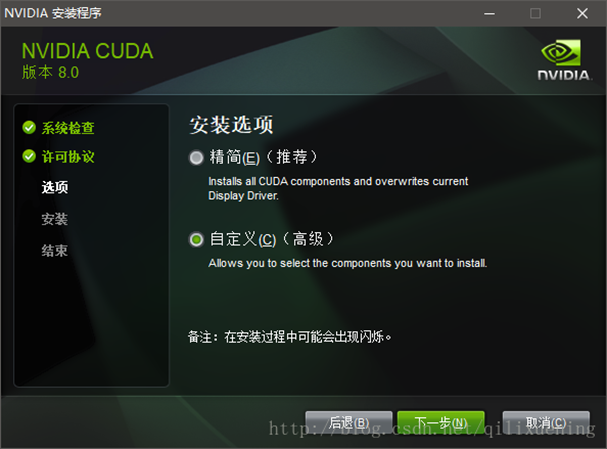 NVIDIA 安装程序
NVIDIA CUDA
版本 8.0
NVIDIA.
系统检查
许可协议
选项
安装
结束
安装选项
精简(E)（推荐）
Installs all CUDA components and overwrites current
Display Driver.
自定义(C)（高级）
Allows you to select the components you want to install.
备注：在安装过程中可能会出现闪烁。
后退(B)
下一步(N)
取消(C)
http://blog.csdn.net/qilixuening